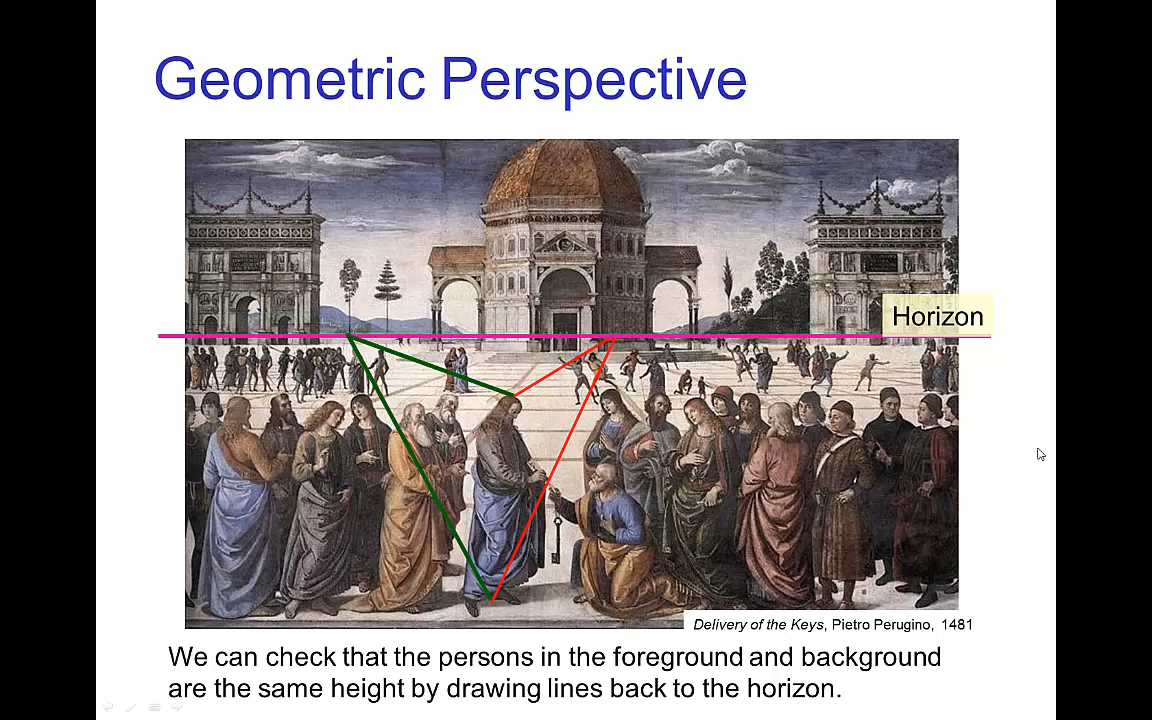 Geometric Perspective
Horizon
Delivery of the Keys, Pietro Perugino, 1481
We can check that the persons in the foreground and background
are the same height by drawing lines back to the horizon.